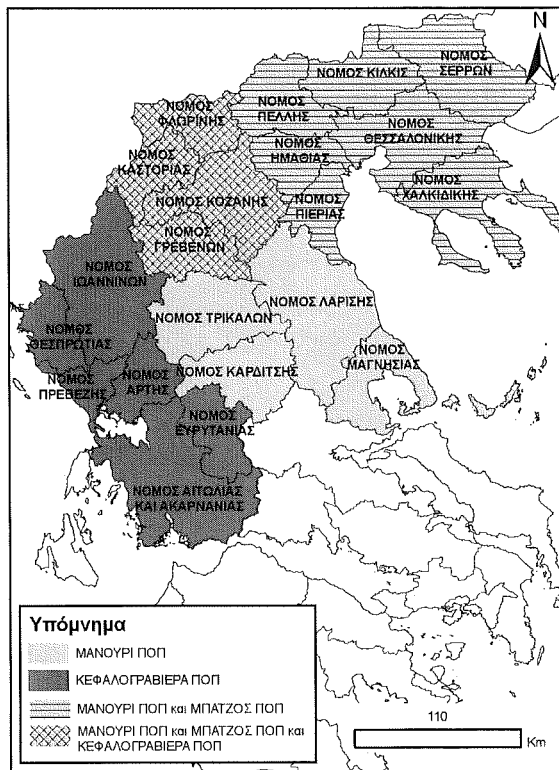 N
ΝΟΜΟΣ
ΣΕΡΡΩΝ
ΝΟΜΟΣ ΚΙΛΚΙΣ
ΝΟΜΟΣ
ΦΛΩΡΙΝΗΣ
ΝΟΜΟΣ
ΠΕΛΛΗΣ
ΝΟΜΟΣ
ΘΕΣΣΑΛΟΝΙΚΗΣ
ΝΟΜΟΣ
ΗΜΑΘΙΑΣ
ΝΟΜΟΣ
ΚΑΣΤΟΡΙΑΣ
ΝΟΜΟΣ
ΧΑΛΚΙΔΙΚΗΣ
ΝΟΜΟΣ ΚΟΖΑΝΗΣ
ΝΟΜΟΣ
ΠΙΕΡΙΑΣ
ΝΟΜΟΣ
ΓΡΕΒΕΝΩΝ
ΝΟΜΟΣ
ΙΩΑΝΝΙΝΩΝ
ΝΟΜΟΣ ΛΑΡΙΣΗΣ
ΝΟΜΟΣ ΤΡΙΚΑΛΩΝ
ΝΟΜΟΣ
ΘΕΣΠΡΩΤΙΑΣ
ΝΟΜΟΣ
ΜΑΓΝΗΣΙΑΣ
ΝΟΜΟΣ ΚΑΡΔΙΤΣΗΣ
ΝΟΜΟΣ
ΠΡΕΒΕΖΗΣ
ΝΟΜΟΣ
ΑΡΤΗΣ
ΝΟΜΟΣ
ΕΥΡΥΤΑΝΙΑΣ
ΝΟΜΟΣ ΑΙΤΩΛΙΑΣ
ΚΑΙ ΑΚΑΡΝΑΝΙΑΣ
Υπόμνημα
ΜΑΝΟΥΡΙ ΠΟΠ
ΚΕΦΑΛΟΓΡΑΒΙΕΡΑ ΠΟΠ
ΜΑΝΟΥΡΙ ΠΟΠ και ΜΠΑΤΖΟΣ ΠΟΠ
ΜΑΝΟΥΡΙ ΠΟΠ και ΜΠΑΤΖΟΣ ΠΟΠ και
ΚΕΦΑΛΟΓΡΑΒΙΕΡΑ ΠΟΠ
110
Km